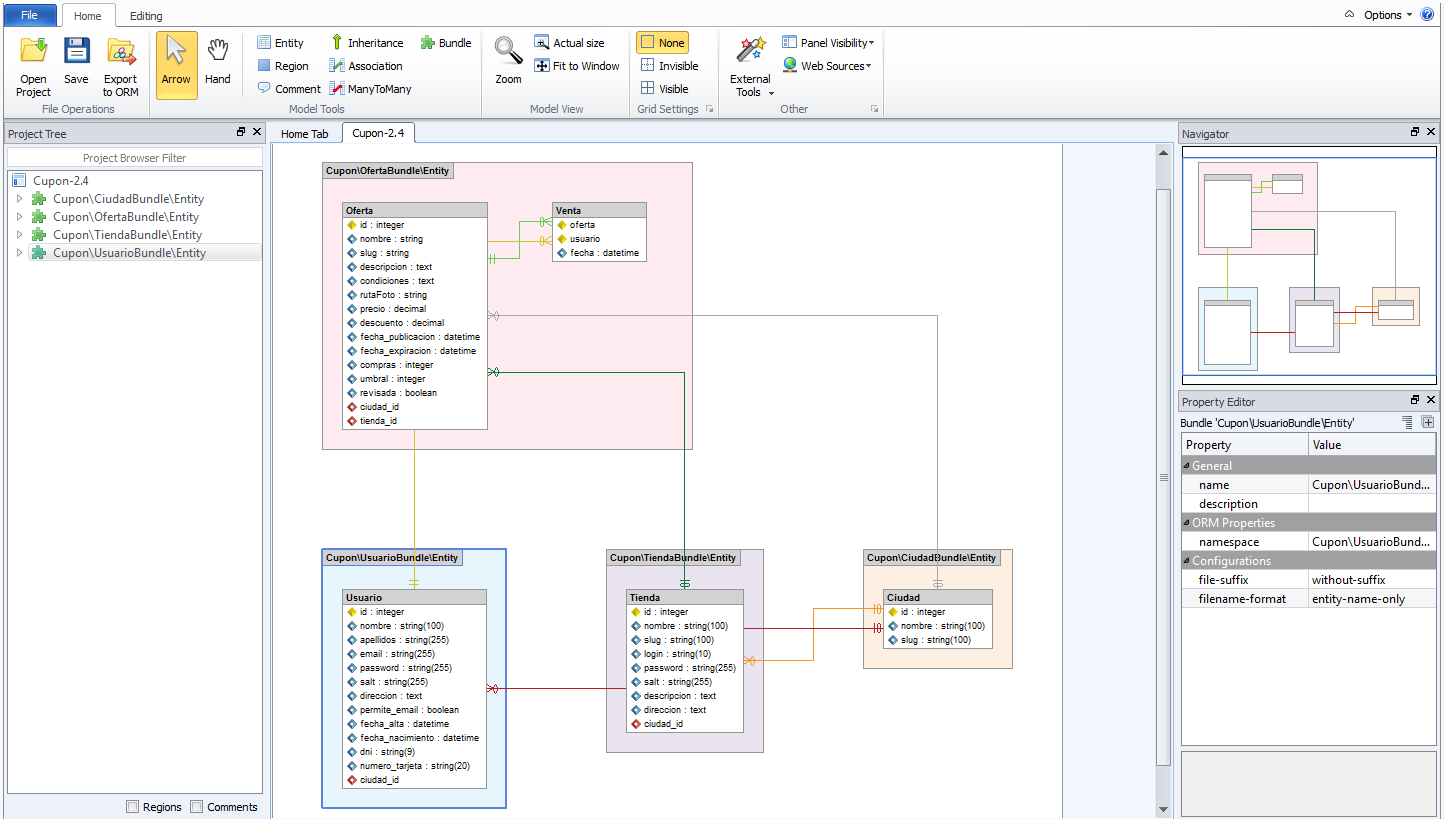 File
Home
Editing
Options
Open Project
Save
Export to ORM
File Operations
Arrow
Hand
Entity
Region
Comment
Inheritance
Association
ManyToMany
Bundle
Model Tools
Zoom
Actual size
Fit to Window
Model View
None
Invisible
Visible
Grid Settings
External Tools
Panel Visibility
Web Sources
Other
Project Tree
Project Browser Filter
Cupon-2.4
Cupon\CiudadBundle\Entity
Cupon\OfertaBundle\Entity
Cupon\TiendaBundle\Entity
Cupon\UsuarioBundle\Entity
Regions
Comments
Home Tab
Cupon-2.4
Cupon\OfertaBundle\Entity
Oferta
id : integer
nombre : string
slug : string
descripcion : text
condiciones : text
rutaFoto : string
precio : decimal
descuento : decimal
fecha_publicacion : datetime
fecha_expiracion : datetime
compras : integer
umbral : integer
revisada : boolean
ciudad_id
tienda_id
Venta
oferta
usuario
fecha : datetime
Cupon\UsuarioBundle\Entity
Usuario
id : integer
nombre : string(100)
apellidos : string(255)
email : string(255)
password : string(255)
salt : string(255)
direccion : text
permite_email : boolean
fecha_alta : datetime
fecha_nacimiento : datetime
dni : string(9)
numero_tarjeta : string(20)
ciudad_id
Cupon\TiendaBundle\Entity
Tienda
id : integer
nombre : string(100)
slug : string(100)
login : string(10)
password : string(255)
salt : string(255)
descripcion : text
direccion : text
ciudad_id
Cupon\CiudadBundle\Entity
Ciudad
id : integer
nombre : string(100)
slug : string(100)
Navigator
Property Editor
Bundle 'Cupon\UsuarioBundle\Entity'
Property Value
General
name Cupon\UsuarioBund...
description
ORM Properties
namespace Cupon\UsuarioBund...
Configurations
file-suffix without-suffix
filename-format entity-name-only